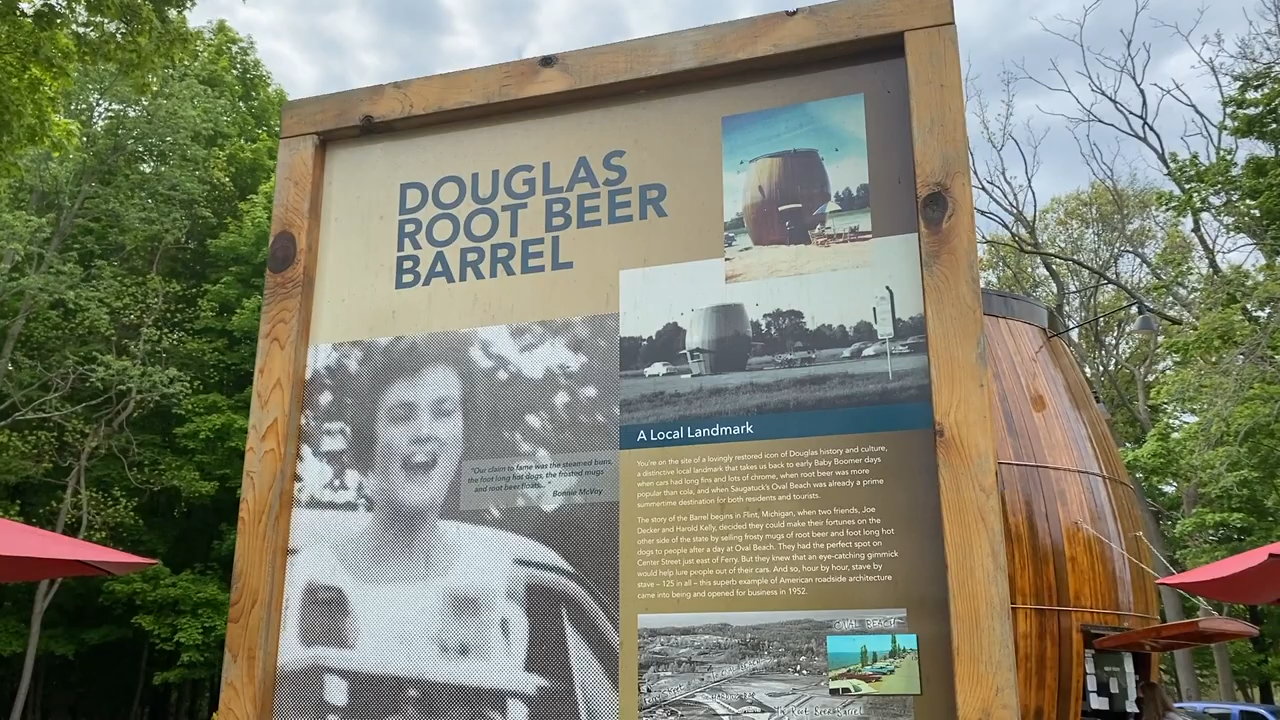 DOUGLAS
ROOT BEER
BARREL
"Our claim to fame was the steamed buns,
the foot long hot dogs, the frosted mugs
and root beer floats..."
Bonnie McVoy
A Local Landmark
You're on the site of a lovingly restored icon of Douglas history and culture,
a distinctive local landmark that takes us back to early Baby Boomer days
when cars had long fins and lots of chrome, when root beer was more
popular than cola, and when Saugatuck's Oval Beach was already a prime
summertime destination for both residents and tourists.
The story of the Barrel begins in Flint, Michigan, when two friends, Joe
Decker and Harold Kelly, decided they could make their fortunes on the
other side of the state by selling frosty mugs of root beer and foot long hot
dogs to people after a day at Oval Beach. They had the perfect spot on
Center Street just east of Ferry. But they knew that an eye-catching gimmick
would help lure people out of their cars. And so, hour by hour, stave by
stave – 125 in all – this superb example of American roadside architecture
came into being and opened for business in 1952.
OVAL BEACH
The Root Beer Barrel